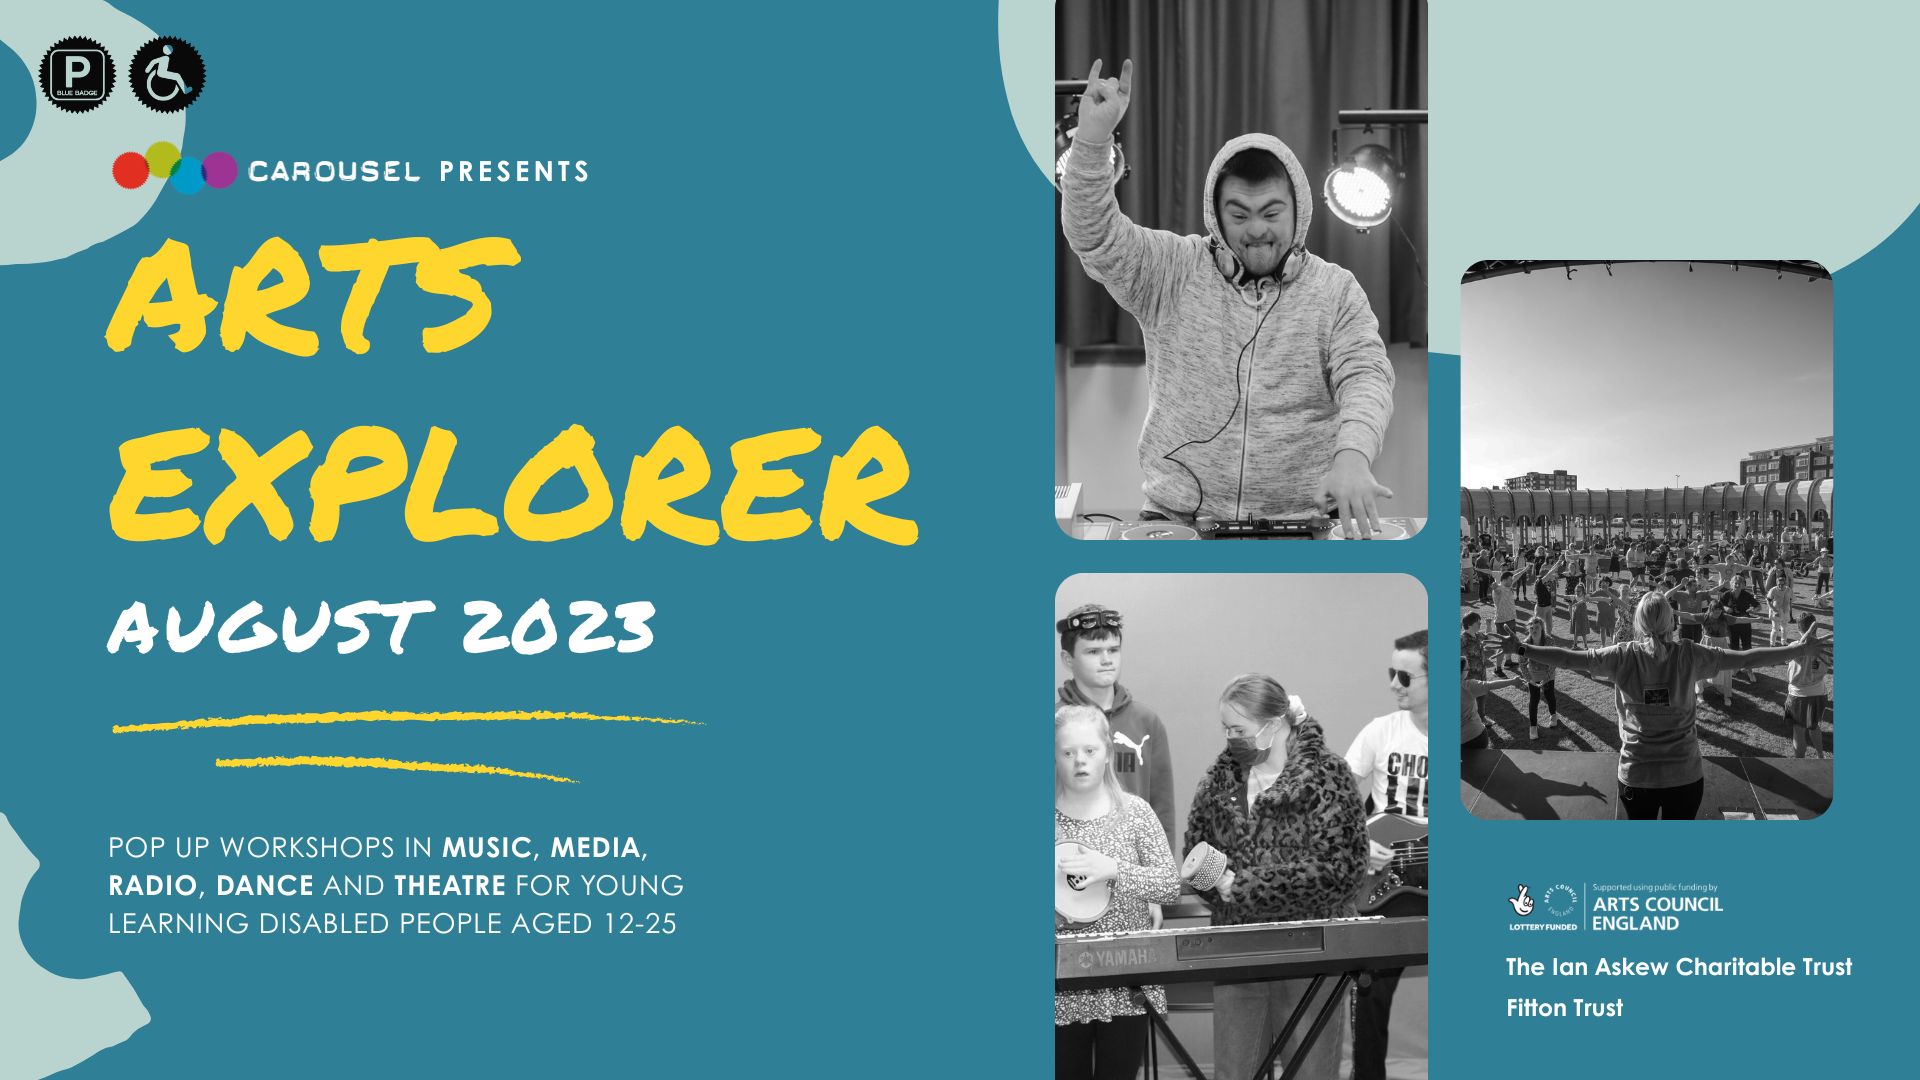 P
BLUE BADGE
CAROUSEL PRESENTS
ARTS
EXPLORER
AUGUST 2023
POP UP WORKSHOPS IN MUSIC, MEDIA,
RADIO, DANCE AND THEATRE FOR YOUNG
LEARNING DISABLED PEOPLE AGED 12-25
CHO
YAMAHA
ARTS COUNCIL
ENGLAND
LOTTERY FUNDED
Supported using public funding by
ARTS COUNCIL
ENGLAND
The Ian Askew Charitable Trust
Fitton Trust